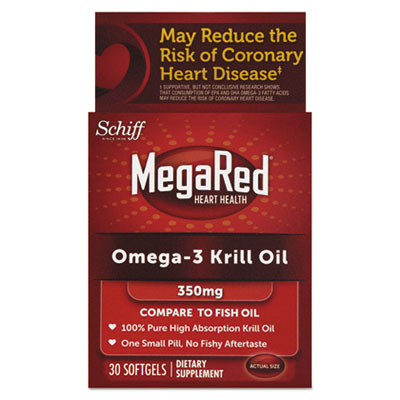 May Reduce the
Risk of Coronary
Heart Disease‡
‡ SUPPORTIVE, BUT NOT CONCLUSIVE RESEARCH SHOWS
THAT CONSUMPTION OF EPA AND DHA OMEGA-3 FATTY ACIDS
MAY REDUCE THE RISK OF CORONARY HEART DISEASE.
Schiff
SINCE 1936
MegaRed®
HEART HEALTH
Omega-3 Krill Oil
350mg
COMPARE TO FISH OIL
100% Pure High Absorption Krill Oil
One Small Pill, No Fishy Aftertaste
30 SOFTGELS
DIETARY
SUPPLEMENT
ACTUAL SIZE